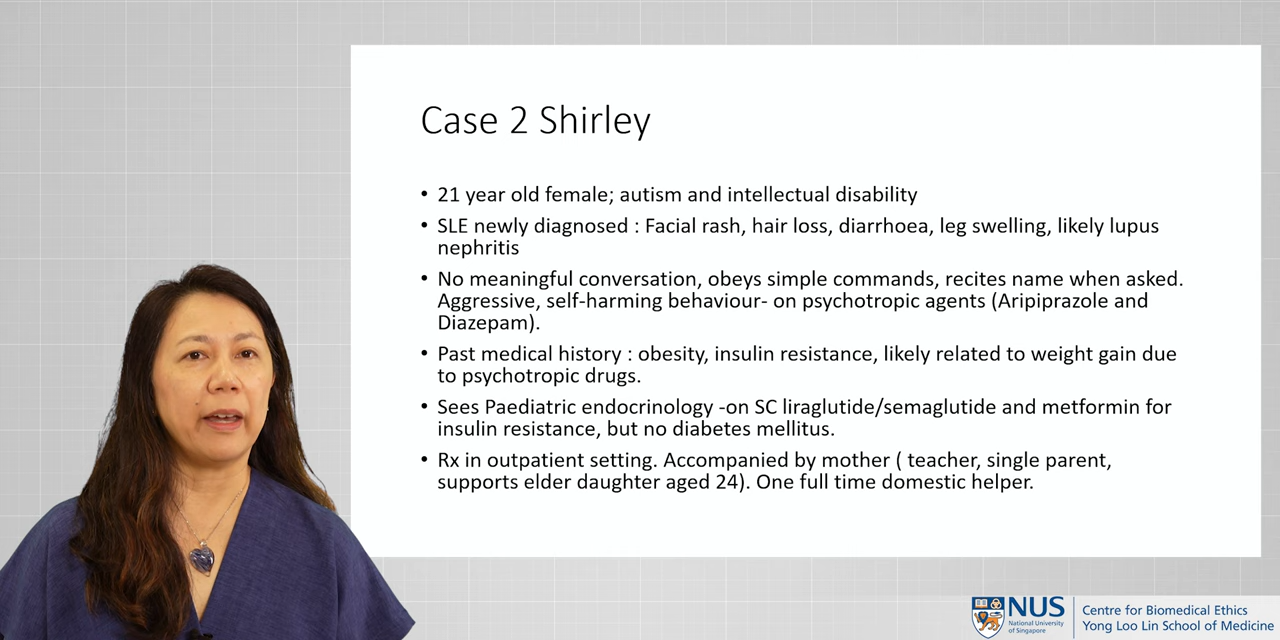 Case 2 Shirley
• 21 year old female; autism and intellectual disability
• SLE newly diagnosed : Facial rash, hair loss, diarrhoea, leg swelling, likely lupus
nephritis
• No meaningful conversation, obeys simple commands, recites name when asked.
Aggressive, self-harming behaviour- on psychotropic agents (Aripiprazole and
Diazepam).
• Past medical history : obesity, insulin resistance, likely related to weight gain due
to psychotropic drugs.
• Sees Paediatric endocrinology -on SC liraglutide/semaglutide and metformin for
insulin resistance, but no diabetes mellitus.
• Rx in outpatient setting. Accompanied by mother ( teacher, single parent,
supports elder daughter aged 24). One full time domestic helper.
NUS
National University
of Singapore
Centre for Biomedical Ethics
Yong Loo Lin School of Medicine